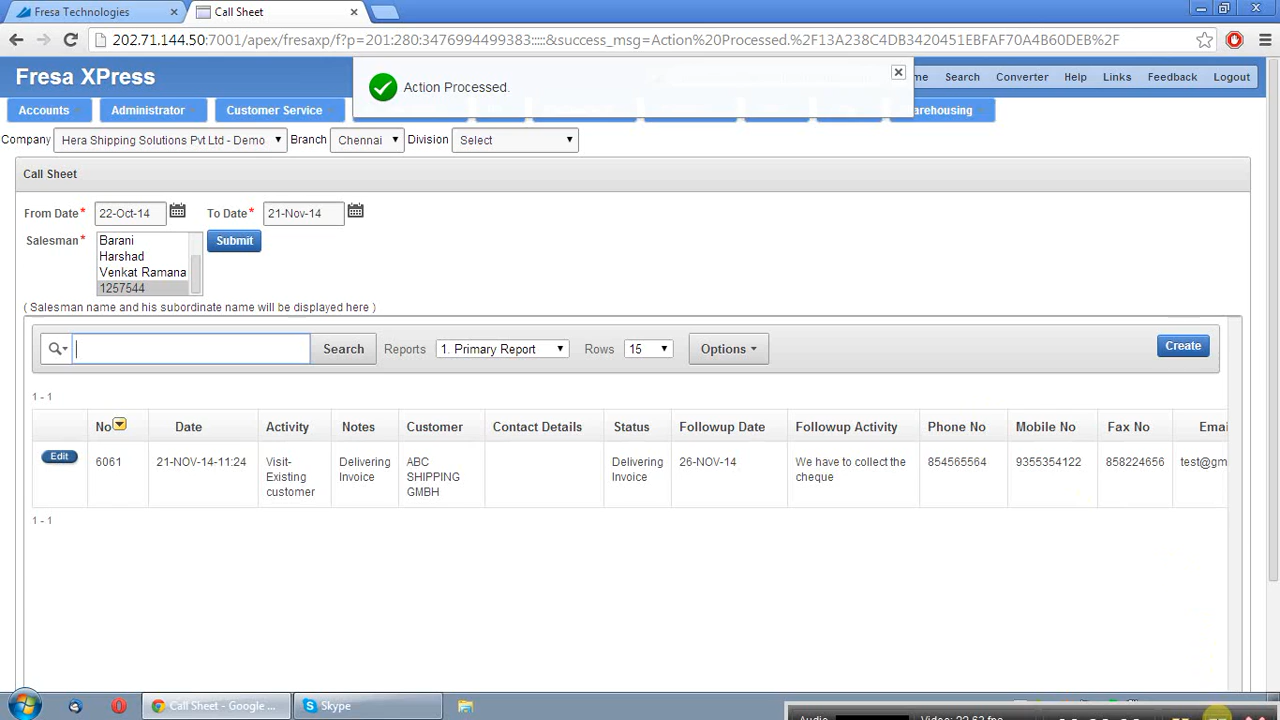 Fresa Technologies
Call Sheet
202.71.144.50:7001/apex/fresaxp/f?p=201:280:3476994499383:::::&success_msg=Action%20Processed.%2F13A238C4DB3420451EBFAF70A4B60DEB%2F
Fresa XPress
Action Processed.
me Search Converter Help Links Feedback Logout
Accounts Administrator Customer Service arehousing
Company Hera Shipping Solutions Pvt Ltd - Demo Branch Chennai Division Select
Call Sheet
From Date* 22-Oct-14 To Date* 21-Nov-14
Salesman* Barani Submit
Harshad
Venkat Ramana
1257544
( Salesman name and his subordinate name will be displayed here )
Search Reports 1. Primary Report Rows 15 Options Create
1 - 1
No Date Activity Notes Customer Contact Details Status Followup Date Followup Activity Phone No Mobile No Fax No Emai
Edit 6061 21-NOV-14-11:24 Visit- Delivering ABC Delivering 26-NOV-14 We have to collect the 854565564 9355354122 858224656 test@gm
Existing Invoice SHIPPING Invoice cheque
customer GMBH
1 - 1
Call Sheet - Google ... Skype
Audio Video: 22.63 fps